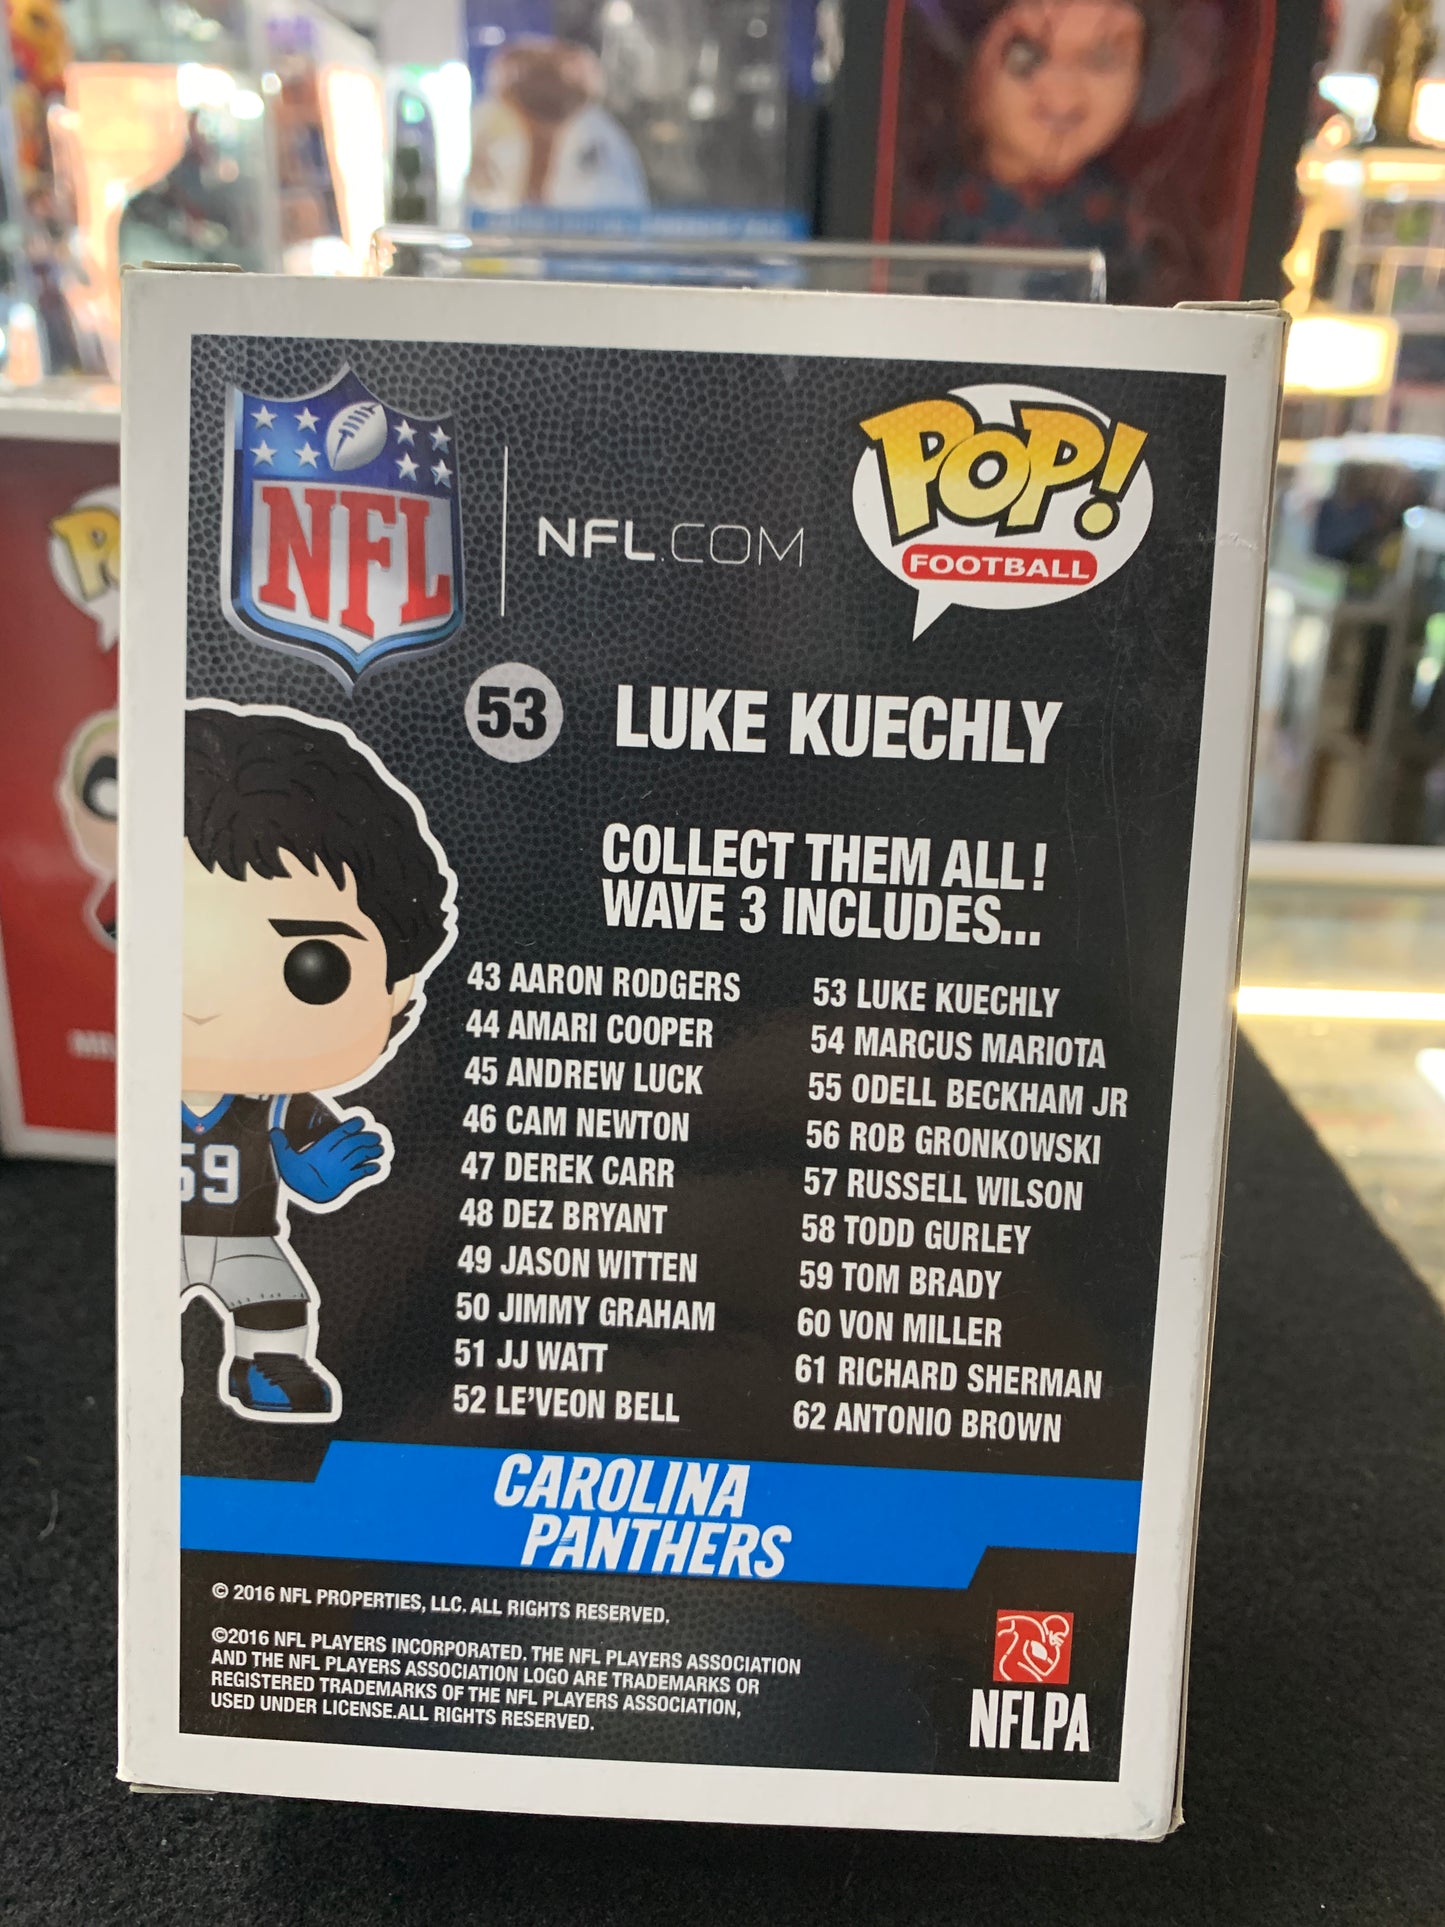 NFL
NFL.COM
POP!
FOOTBALL
53
LUKE KUECHLY
COLLECT THEM ALL!
WAVE 3 INCLUDES...
43 AARON RODGERS
44 AMARI COOPER
45 ANDREW LUCK
46 CAM NEWTON
47 DEREK CARR
48 DEZ BRYANT
49 JASON WITTEN
50 JIMMY GRAHAM
51 JJ WATT
52 LE'VEON BELL
53 LUKE KUECHLY
54 MARCUS MARIOTA
55 ODELL BECKHAM JR
56 ROB GRONKOWSKI
57 RUSSELL WILSON
58 TODD GURLEY
59 TOM BRADY
60 VON MILLER
61 RICHARD SHERMAN
62 ANTONIO BROWN
59
CAROLINA
PANTHERS
© 2016 NFL PROPERTIES, LLC. ALL RIGHTS RESERVED.
©2016 NFL PLAYERS INCORPORATED. THE NFL PLAYERS ASSOCIATION
AND THE NFL PLAYERS ASSOCIATION LOGO ARE TRADEMARKS OR
REGISTERED TRADEMARKS OF THE NFL PLAYERS ASSOCIATION,
USED UNDER LICENSE.ALL RIGHTS RESERVED.
NFLPA